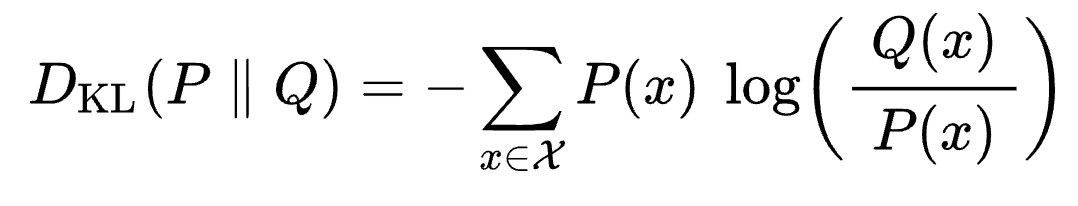 D_KL(P ∥ Q) = − ∑_{x∈𝒳} P(x) log( Q(x) / P(x) )